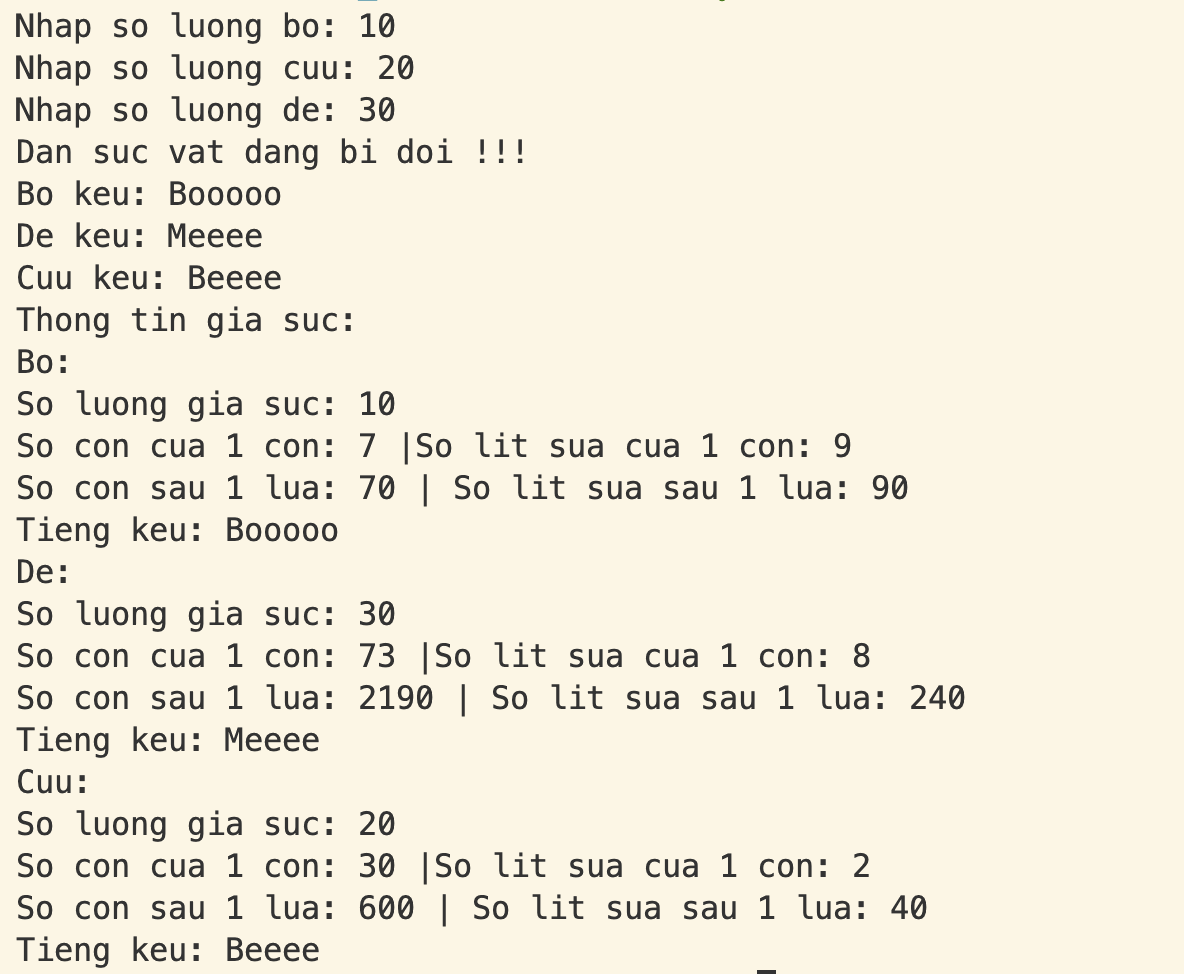 Nhap so luong bo: 10
Nhap so luong cuu: 20
Nhap so luong de: 30
Dan suc vat dang bi doi !!!
Bo keu: Booooo
De keu: Meeee
Cuu keu: Beeee
Thong tin gia suc:
Bo:
So luong gia suc: 10
So con cua 1 con: 7 |So lit sua cua 1 con: 9
So con sau 1 lua: 70 | So lit sua sau 1 lua: 90
Tieng keu: Booooo
De:
So luong gia suc: 30
So con cua 1 con: 73 |So lit sua cua 1 con: 8
So con sau 1 lua: 2190 | So lit sua sau 1 lua: 240
Tieng keu: Meeee
Cuu:
So luong gia suc: 20
So con cua 1 con: 30 |So lit sua cua 1 con: 2
So con sau 1 lua: 600 | So lit sua sau 1 lua: 40
Tieng keu: Beeee